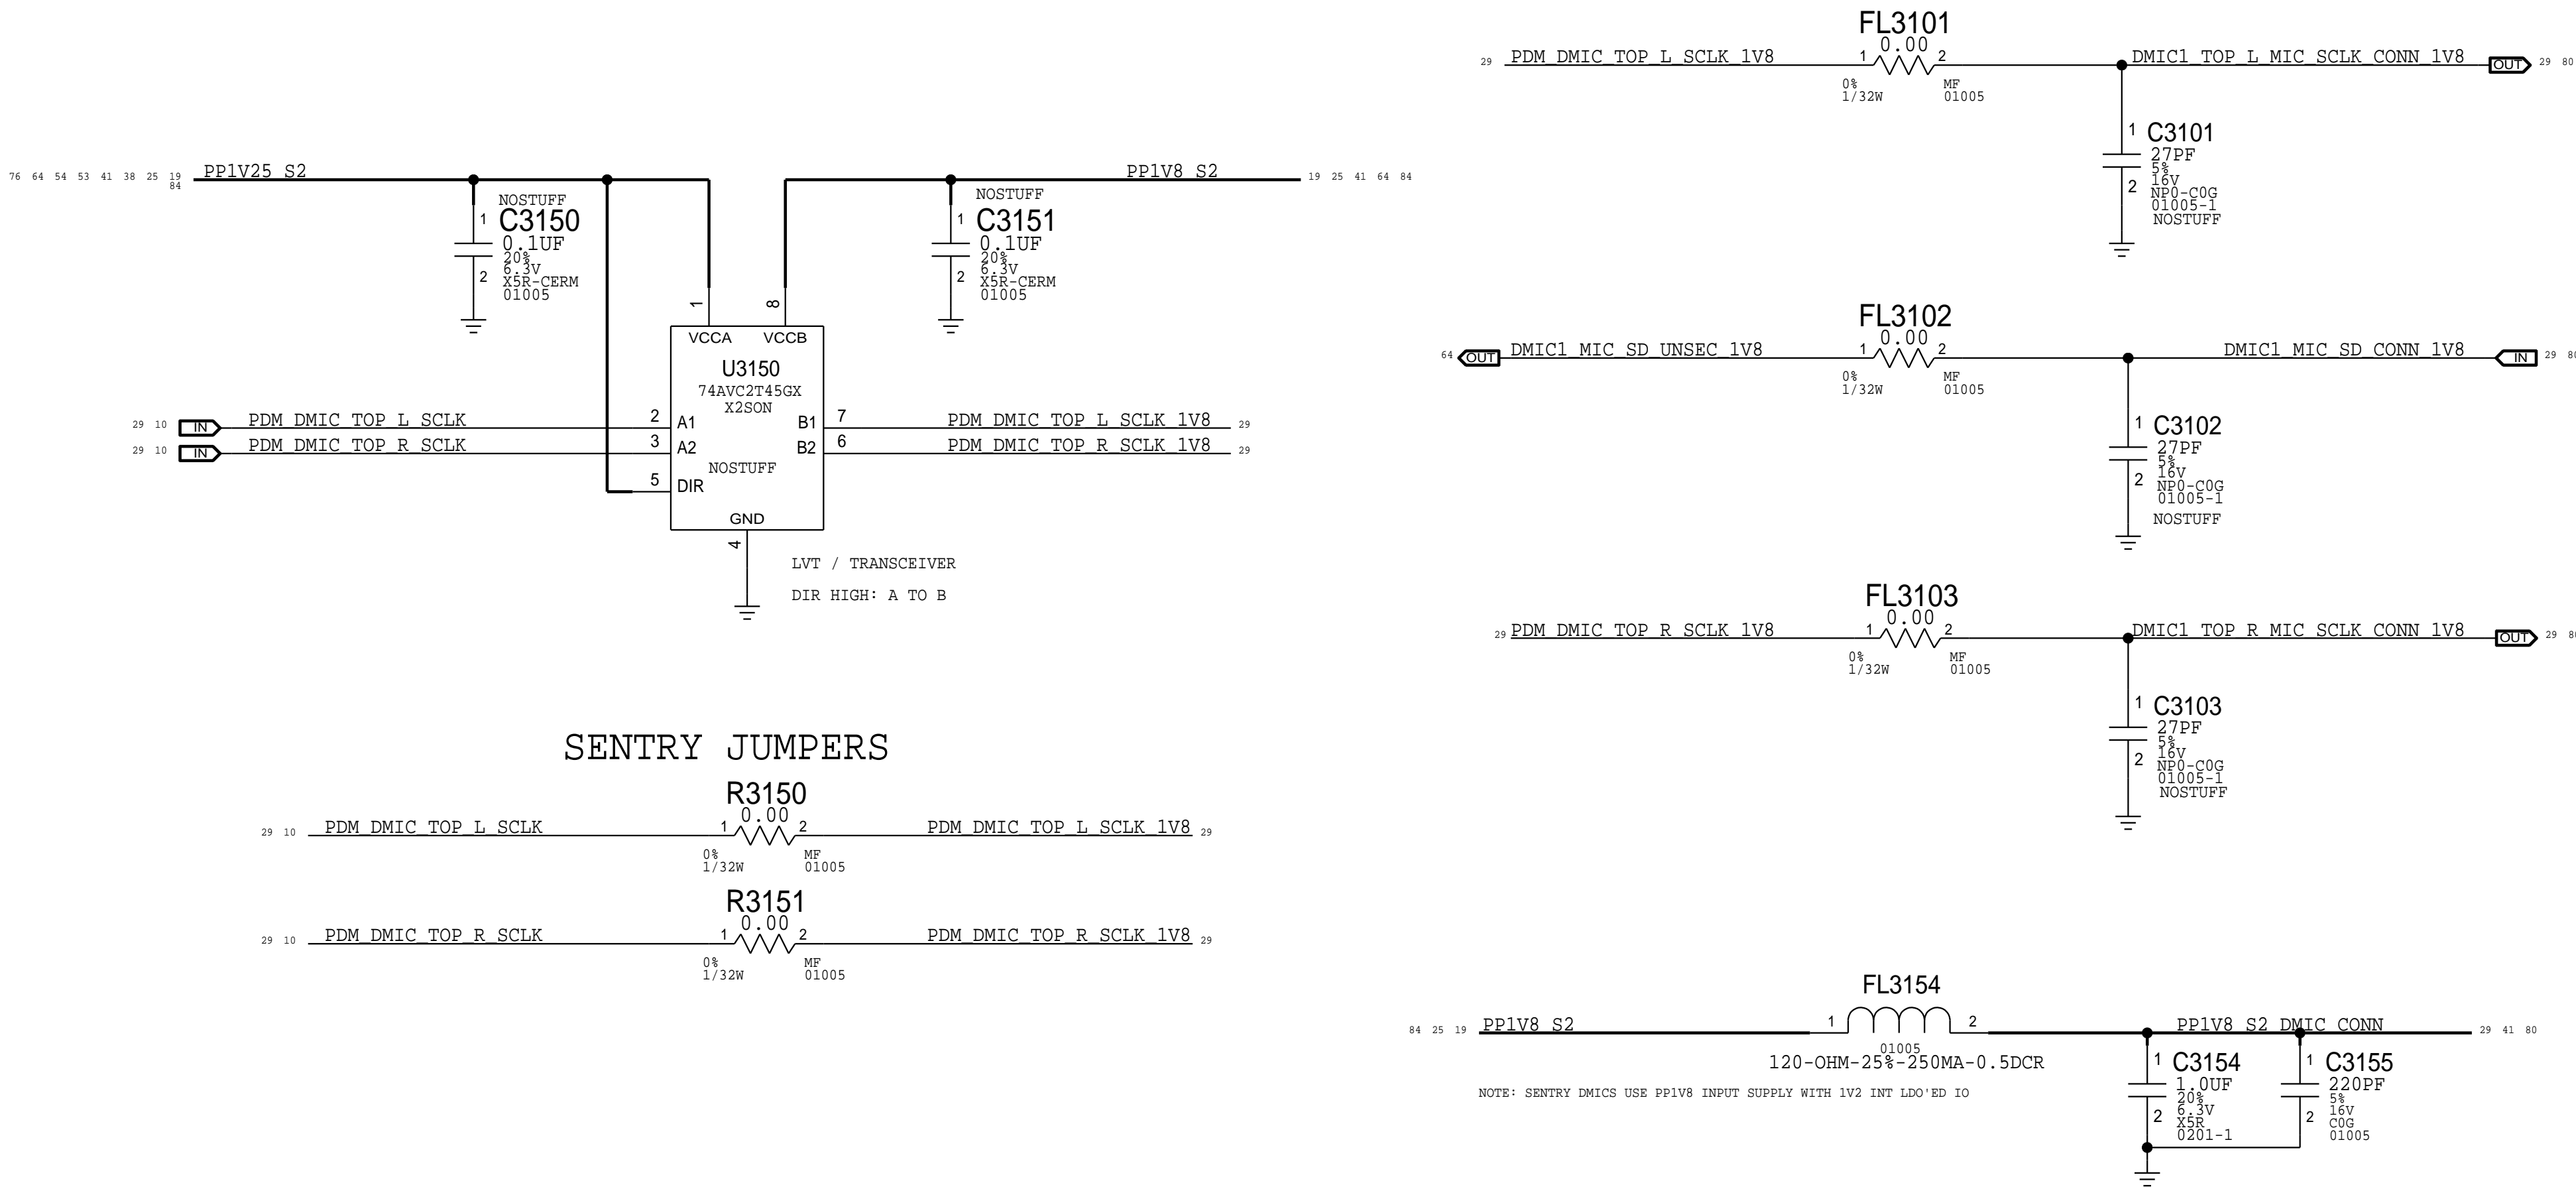 76 64 54 53 41 38 25 19
84
PP1V25_S2
NOSTUFF
C3150
1
0.1UF
20%
6.3V
2
X5R-CERM
01005
PP1V8_S2
19 25 41 64 84
NOSTUFF
C3151
1
0.1UF
20%
6.3V
2
X5R-CERM
01005
1
8
VCCA
VCCB
U3150
74AVC2T45GX
X2SON
29 10 IN PDM_DMIC_TOP_L_SCLK 2 A1 B1 7 PDM_DMIC_TOP_L_SCLK_1V8 29
29 10 IN PDM_DMIC_TOP_R_SCLK 3 A2 B2 6 PDM_DMIC_TOP_R_SCLK_1V8 29
NOSTUFF
5 DIR
GND
4
LVT / TRANSCEIVER
DIR HIGH: A TO B
SENTRY JUMPERS
R3150
0.00
29 10 PDM_DMIC_TOP_L_SCLK 1 2 PDM_DMIC_TOP_L_SCLK_1V8 29
0% MF
1/32W 01005
R3151
0.00
29 10 PDM_DMIC_TOP_R_SCLK 1 2 PDM_DMIC_TOP_R_SCLK_1V8 29
0% MF
1/32W 01005
FL3101
0.00
29 PDM_DMIC_TOP_L_SCLK_1V8 1 2 DMIC1_TOP_L_MIC_SCLK_CONN_1V8 OUT 29 80
0% MF
1/32W 01005
1 C3101
27PF
5%
16V
2 NP0-C0G
01005-1
NOSTUFF
FL3102
0.00
64 OUT DMIC1_MIC_SD_UNSEC_1V8 1 2 DMIC1_MIC_SD_CONN_1V8 IN 29 80
0% MF
1/32W 01005
1 C3102
27PF
5%
16V
2 NP0-C0G
01005-1
NOSTUFF
FL3103
0.00
29 PDM_DMIC_TOP_R_SCLK_1V8 1 2 DMIC1_TOP_R_MIC_SCLK_CONN_1V8 OUT 29 80
0% MF
1/32W 01005
1 C3103
27PF
5%
16V
2 NP0-C0G
01005-1
NOSTUFF
FL3154
84 25 19 PP1V8_S2 1 2 PP1V8_S2_DMIC_CONN 29 41 80
01005
120-OHM-25%-250MA-0.5DCR
NOTE: SENTRY DMICS USE PP1V8 INPUT SUPPLY WITH 1V2 INT LDO'ED IO
1 C3154
1.0UF
20%
6.3V
2 X5R
0201-1
1 C3155
220PF
5%
16V
2 C0G
01005